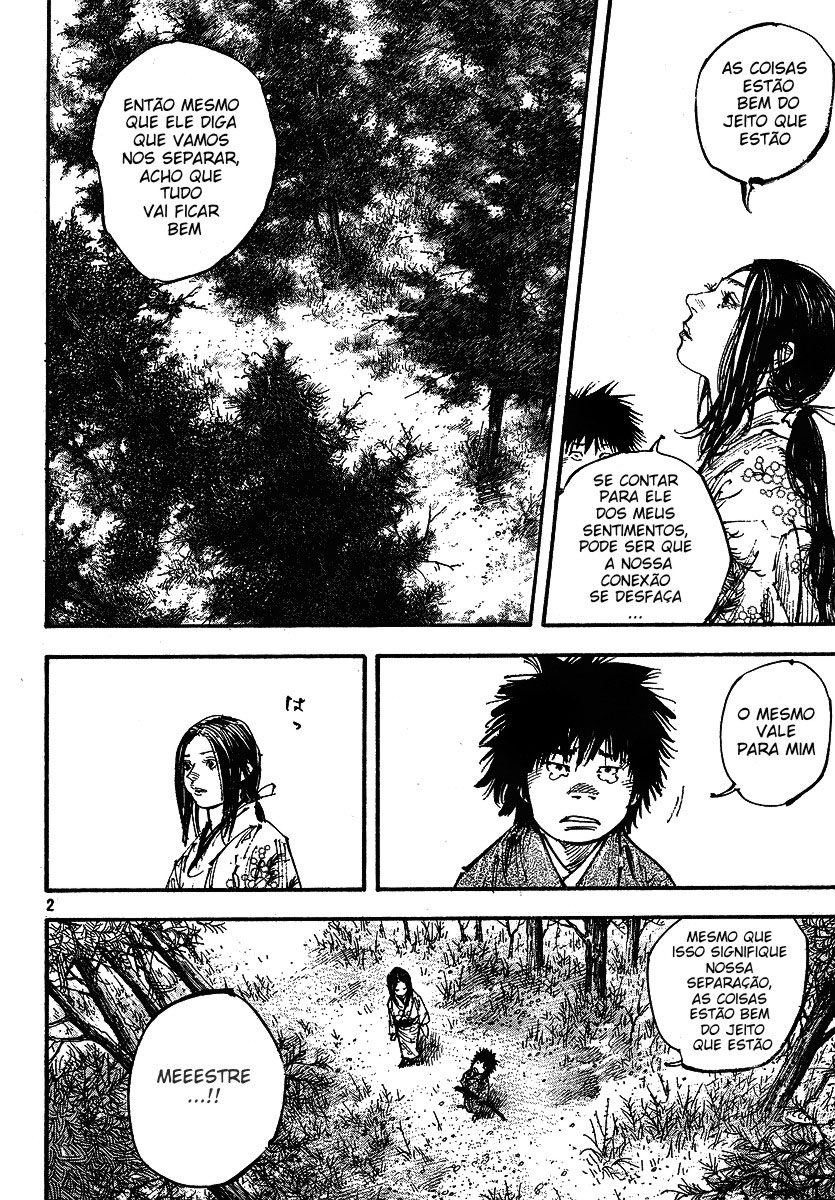 AS COISAS
ESTÃO
BEM DO
JEITO QUE
ESTÃO
SE CONTAR
PARA ELE
DOS MEUS
SENTIMENTOS,
PODE SER QUE
A NOSSA
CONEXÃO
SE DESFAÇA
...
ENTÃO MESMO
QUE ELE DIGA
QUE VAMOS
NOS SEPARAR,
ACHO QUE
TUDO
VAI FICAR
BEM
O MESMO
VALE
PARA MIM
はっ
2
MESMO QUE
ISSO SIGNIFIQUE
NOSSA
SEPARAÇÃO,
AS COISAS
ESTÃO BEM
DO JEITO
QUE ESTÃO
MEEESTRE
...!!